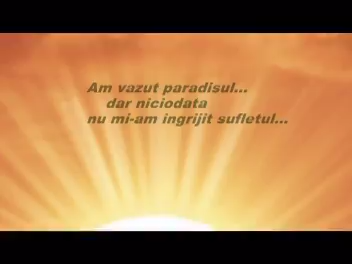 Am vazut paradisul...
dar niciodata
nu mi-am ingrijit sufletul...